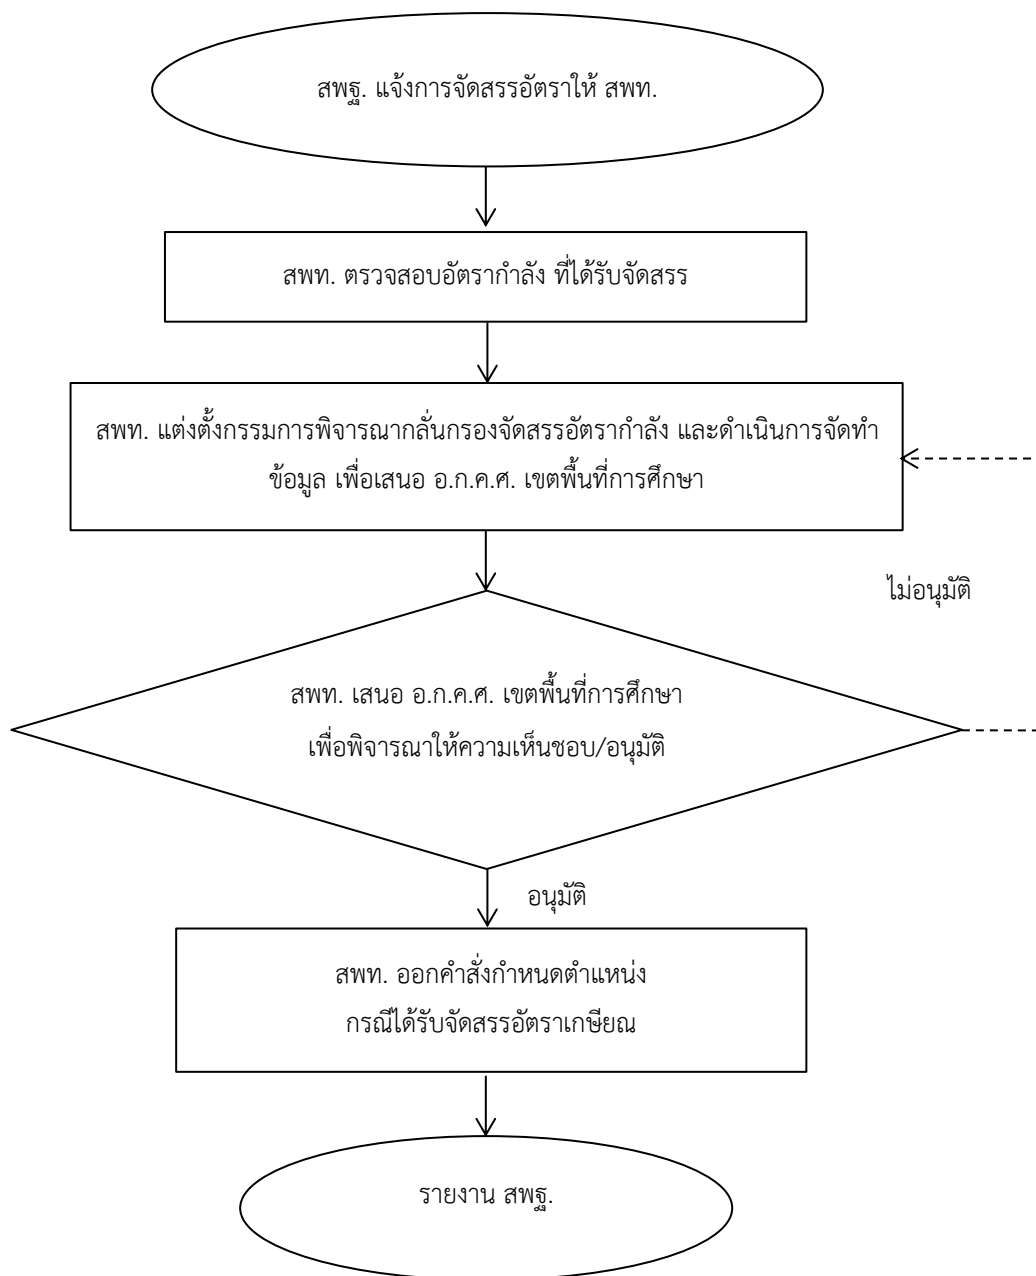 สพฐ. แจ้งการจัดสรรอัตราให้ สพท.
สพท. ตรวจสอบอัตรากำลัง ที่ได้รับจัดสรร
สพท. แต่งตั้งกรรมการพิจารณากลั่นกรองจัดสรรอัตรากำลัง และดำเนินการจัดทำ
ข้อมูล เพื่อเสนอ อ.ก.ค.ศ. เขตพื้นที่การศึกษา
ไม่อนุมัติ
สพท. เสนอ อ.ก.ค.ศ. เขตพื้นที่การศึกษา
เพื่อพิจารณาให้ความเห็นชอบ/อนุมัติ
อนุมัติ
สพท. ออกคำสั่งกำหนดตำแหน่ง
กรณีได้รับจัดสรรอัตราเกษียณ
รายงาน สพฐ.